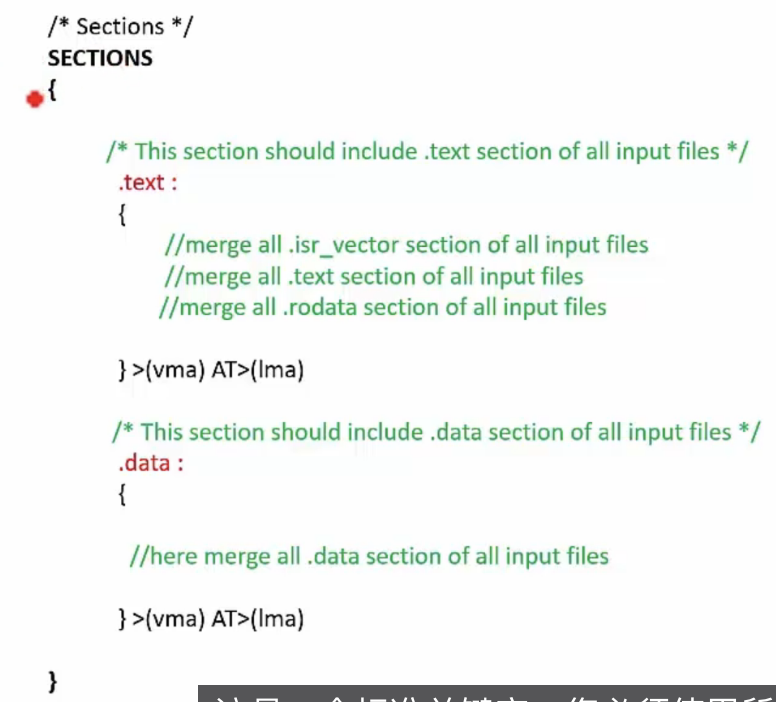 /* Sections */
SECTIONS
{
/* This section should include .text section of all input files */
.text :
{
//merge all .isr_vector section of all input files
//merge all .text section of all input files
//merge all .rodata section of all input files
} >(vma) AT>(lma)
/* This section should include .data section of all input files */
.data :
{
//here merge all .data section of all input files
} >(vma) AT>(lma)
}